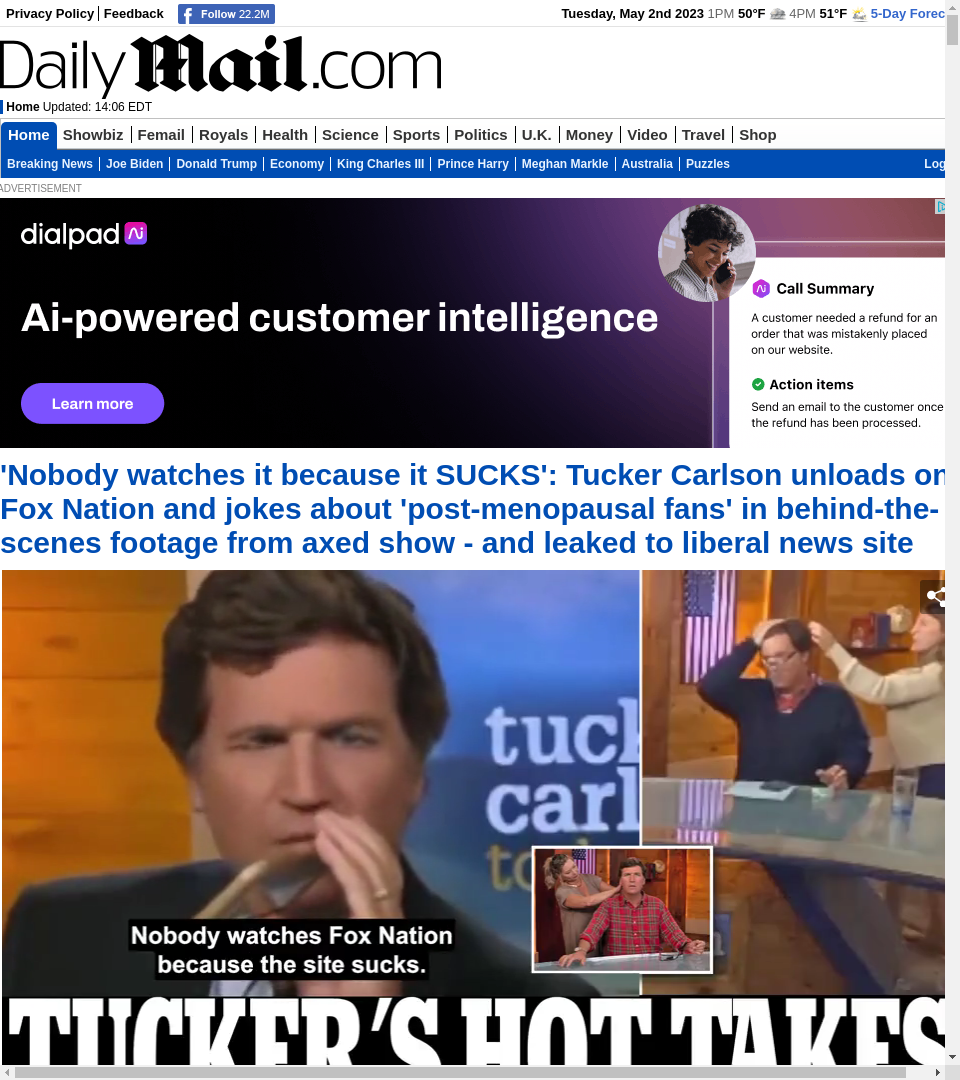 Privacy Policy Feedback Follow 22.2M Tuesday, May 2nd 2023 1PM 50°F 4PM 51°F 5-Day Forec
Daily Mail.com
Home Updated: 14:06 EDT
Home Showbiz Femail Royals Health Science Sports Politics U.K. Money Video Travel Shop
Breaking News Joe Biden Donald Trump Economy King Charles III Prince Harry Meghan Markle Australia Puzzles Log
ADVERTISEMENT
dialpad Ai
Ai-powered customer intelligence
Learn more
Ai Call Summary
A customer needed a refund for an
order that was mistakenly placed
on our website.
Action items
Send an email to the customer once
the refund has been processed.
'Nobody watches it because it SUCKS': Tucker Carlson unloads on
Fox Nation and jokes about 'post-menopausal fans' in behind-the-
scenes footage from axed show - and leaked to liberal news site
tuck
carl
to
Nobody watches Fox Nation
because the site sucks.
TUCKER'S HOT TAKES